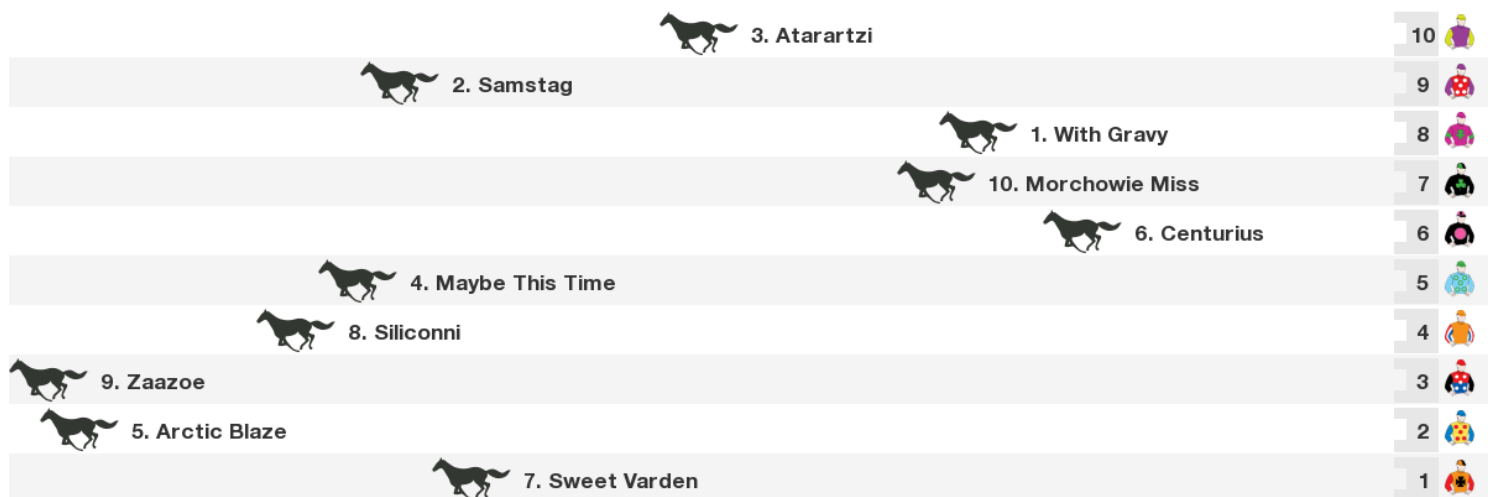 3. Atarartzi 10
2. Samstag 9
1. With Gravy 8
10. Morchowie Miss 7
6. Centurius 6
4. Maybe This Time 5
8. Siliconni 4
9. Zaazoe 3
5. Arctic Blaze 2
7. Sweet Varden 1